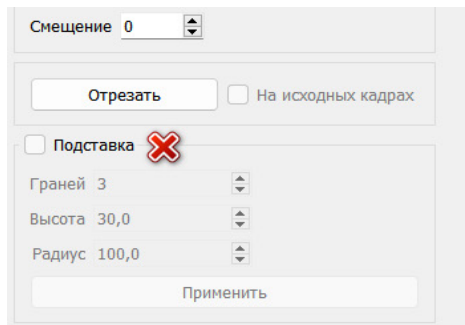 Смещение 0
Отрезать На исходных кадрах
Подставка
Граней 3
Высота 30,0
Радиус 100,0
Применить